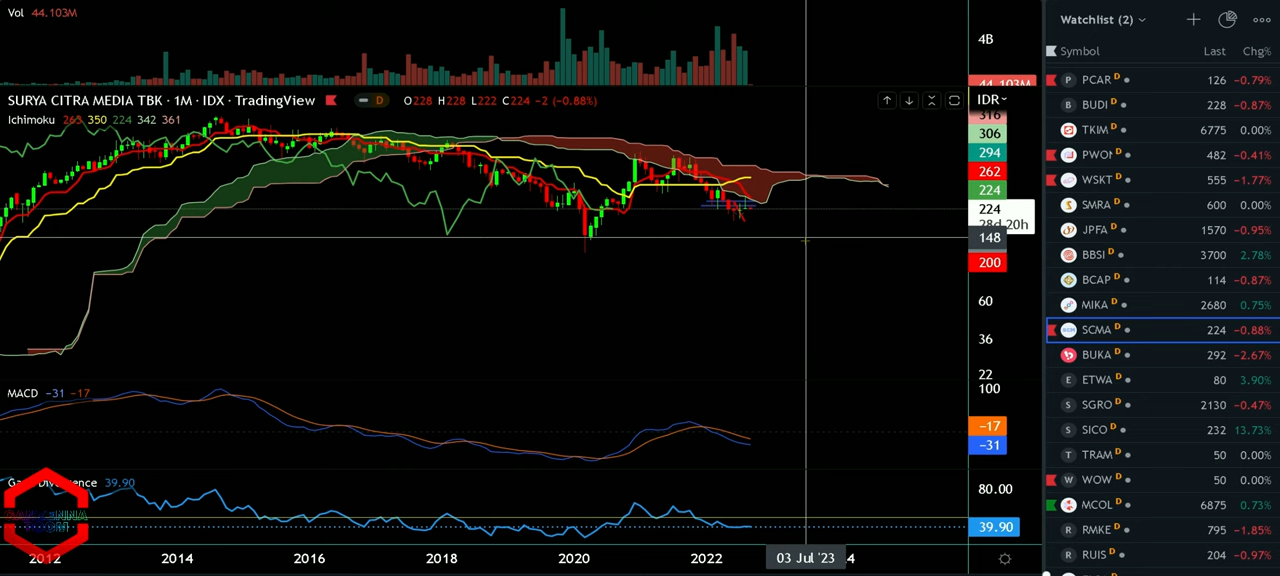 Vol 44.103M
4B
44.103M
SURYA CITRA MEDIA TBK · 1M · IDX · TradingView D O228 H228 L222 C224 −2 (−0.88%)
IDR
Ichimoku 263 350 224 342 361
316
306
294
262
224
224
28d 20h
148
200
60
36
22
MACD −31 −17
100
−17
−31
39.90
80.00
39.90
2012 2014 2016 2018 2020 2022 03 Jul '23 4
Watchlist (2)
Symbol Last Chg%
P PCAR D 126 −0.79%
B BUDI D 228 −0.87%
TKIM D 6775 0.00%
PWON D 482 −0.41%
WSKT D 555 −1.77%
SMRA D 600 0.00%
JPFA D 1570 −0.95%
BBSI D 3700 2.78%
BCAP D 114 −0.87%
MIKA D 2680 0.75%
SCMA D 224 −0.88%
BUKA D 292 −2.67%
E ETWA D 80 3.90%
S SGRO D 2130 −0.47%
S SICO D 232 13.73%
T TRAM D 50 0.00%
W WOW D 50 0.00%
MCOL D 6875 0.73%
R RMKE D 795 −1.85%
R RUIS D 204 −0.97%